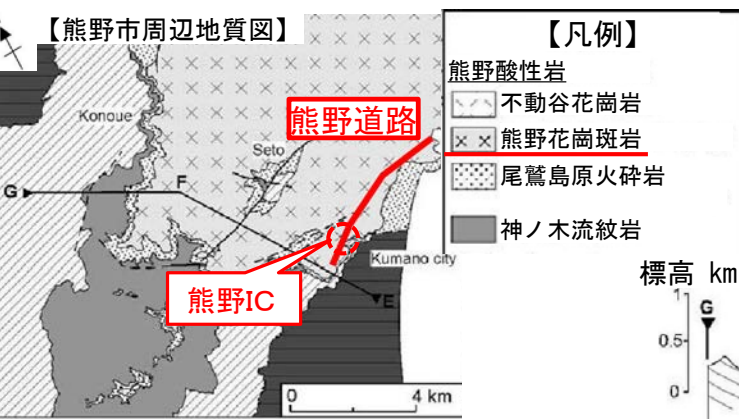 【熊野市周辺地質図】
【凡例】
熊野酸性岩
不動谷花崗岩
熊野花崗斑岩
尾鷲島原火砕岩
神ノ木流紋岩
Konoue
熊野道路
Seto
G
F
Kumano city
熊野IC
E
0
4 km
標高 km
1
G
0.5
0